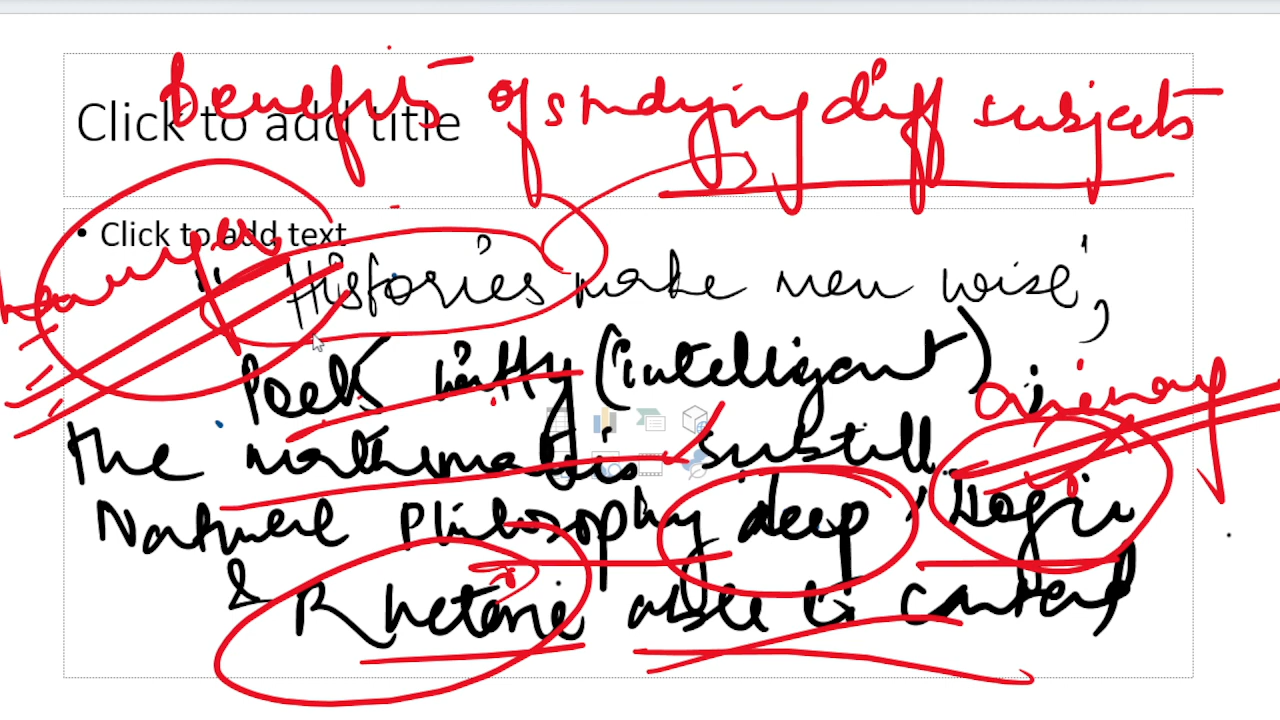 benefits of studying diff subjects
Click to add title
• Click to add text
"Histories make men wise,
Poets witty (intelligent);
the mathematics subtill,
Natural Philosophy deep, Logic
& Rhetoric able to contend